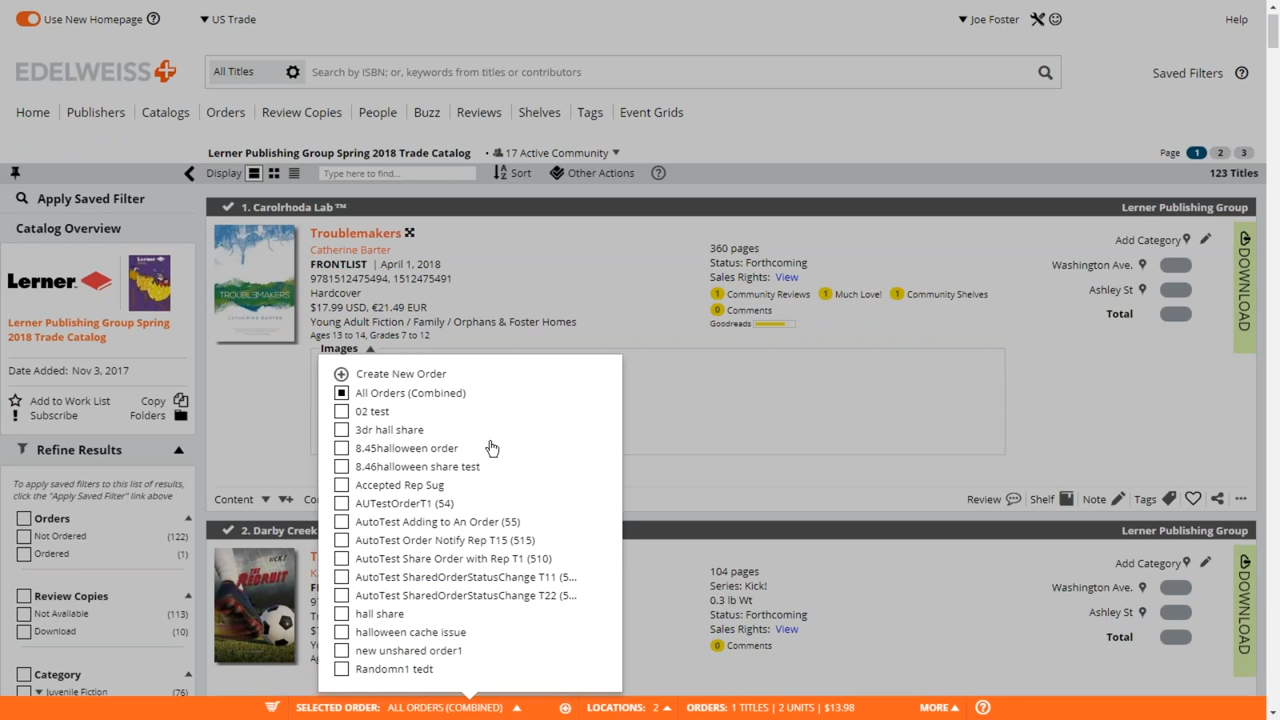 Use New Homepage
US Trade
Joe Foster
Help
EDELWEISS+
All Titles
Search by ISBN; or, keywords from titles or contributors
Saved Filters
Home
Publishers
Catalogs
Orders
Review Copies
People
Buzz
Reviews
Shelves
Tags
Event Grids
Lerner Publishing Group Spring 2018 Trade Catalog
• 17 Active Community
Page 1 2 3
Display
Type here to find...
Sort
Other Actions
123 Titles
Apply Saved Filter
Catalog Overview
Lerner
Lerner Publishing Group Spring
2018 Trade Catalog
Date Added: Nov 3, 2017
Add to Work List
Copy
Subscribe
Folders
Refine Results
To apply saved filters to this list of results,
click the "Apply Saved Filter" link above
Orders
Not Ordered (122)
Ordered (1)
Review Copies
Not Available (113)
Download (10)
Category
Juvenile Fiction (76)
1. Carolrhoda Lab ™
Lerner Publishing Group
TROUBLEMAKERS
CATHERINE BARTER
Troublemakers
Catherine Barter
FRONTLIST | April 1, 2018
9781512475494, 1512475491
Hardcover
$17.99 USD, €21.49 EUR
Young Adult Fiction / Family / Orphans & Foster Homes
Ages 13 to 14, Grades 7 to 12
360 pages
Status: Forthcoming
Sales Rights: View
1 Community Reviews
1 Much Love!
1 Community Shelves
0 Comments
Goodreads
Add Category
Washington Ave.
Ashley St
Total
DOWNLOAD
Images
Create New Order
All Orders (Combined)
02 test
3dr hall share
8.45halloween order
8.46halloween share test
Accepted Rep Sug
AUTestOrderT1 (54)
AutoTest Adding to An Order (55)
AutoTest Order Notify Rep T15 (515)
AutoTest Share Order with Rep T1 (510)
AutoTest SharedOrderStatusChange T11 (5...
AutoTest SharedOrderStatusChange T22 (5...
hall share
halloween cache issue
new unshared order1
Randomn1 tedt
Content
Review
Shelf
Note
Tags
2. Darby Creek
Lerner Publishing Group
THE RECRUIT
104 pages
Series: Kick!
0.3 lb Wt
Status: Forthcoming
Sales Rights: View
0 Comments
Add Category
Washington Ave.
Ashley St
Total
DOWNLOAD
SELECTED ORDER: ALL ORDERS (COMBINED)
LOCATIONS: 2
ORDERS: 1 TITLES | 2 UNITS | $13.98
MORE